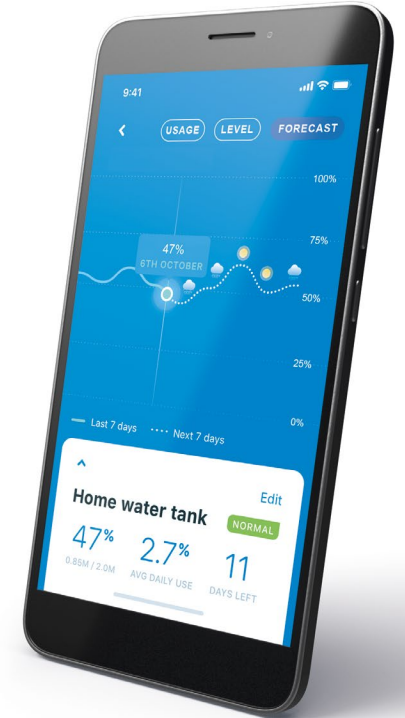 9:41
USAGE LEVEL FORECAST
100%
75%
47%
6TH OCTOBER
50%
25%
0%
Last 7 days Next 7 days
Edit
Home water tank NORMAL
47% 2.7% 11
0.85M / 2.0M AVG DAILY USE DAYS LEFT